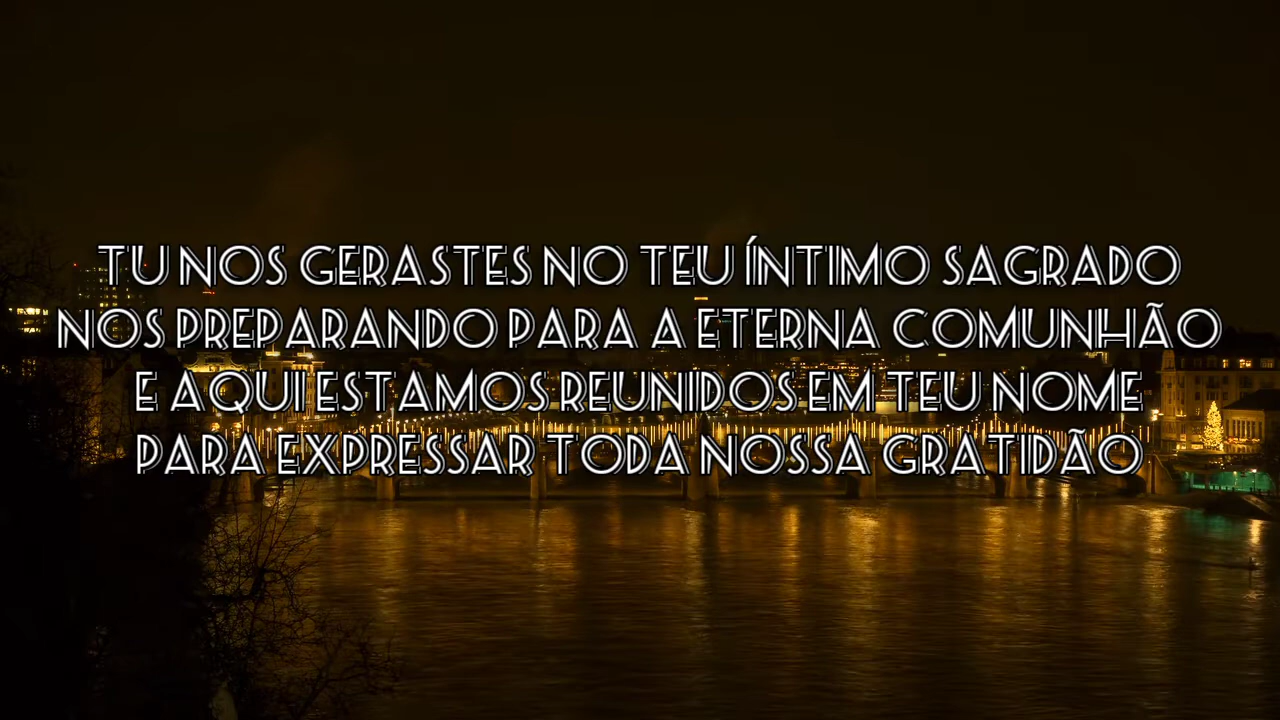 TU NOS GERASTES NO TEU ÍNTIMO SAGRADO
NOS PREPARANDO PARA A ETERNA COMUNHÃO
E AQUI ESTAMOS REUNIDOS EM TEU NOME
PARA EXPRESSAR TODA NOSSA GRATIDÃO